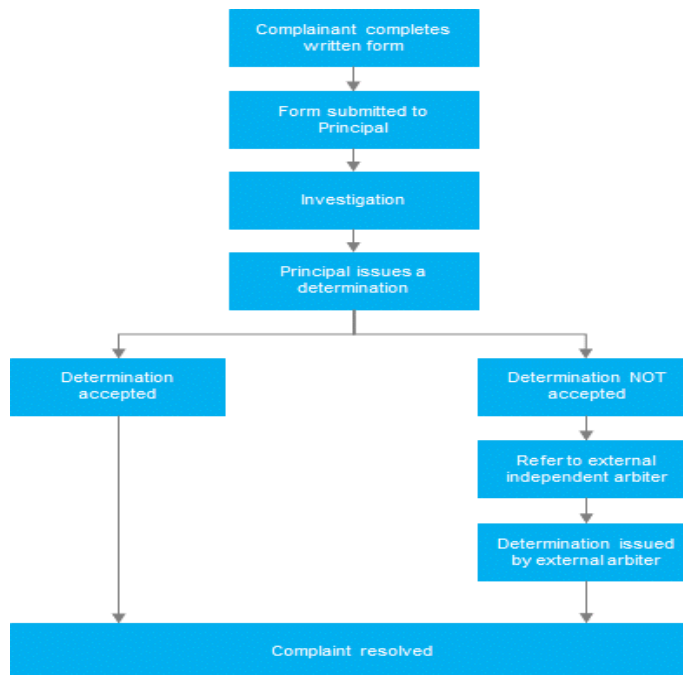 Complainant completes
written form
Form submitted to
Principal
Investigation
Principal issues a
determination
Determination
accepted
Determination NOT
accepted
Refer to external
independent arbiter
Determination issued
by external arbiter
Complaint resolved